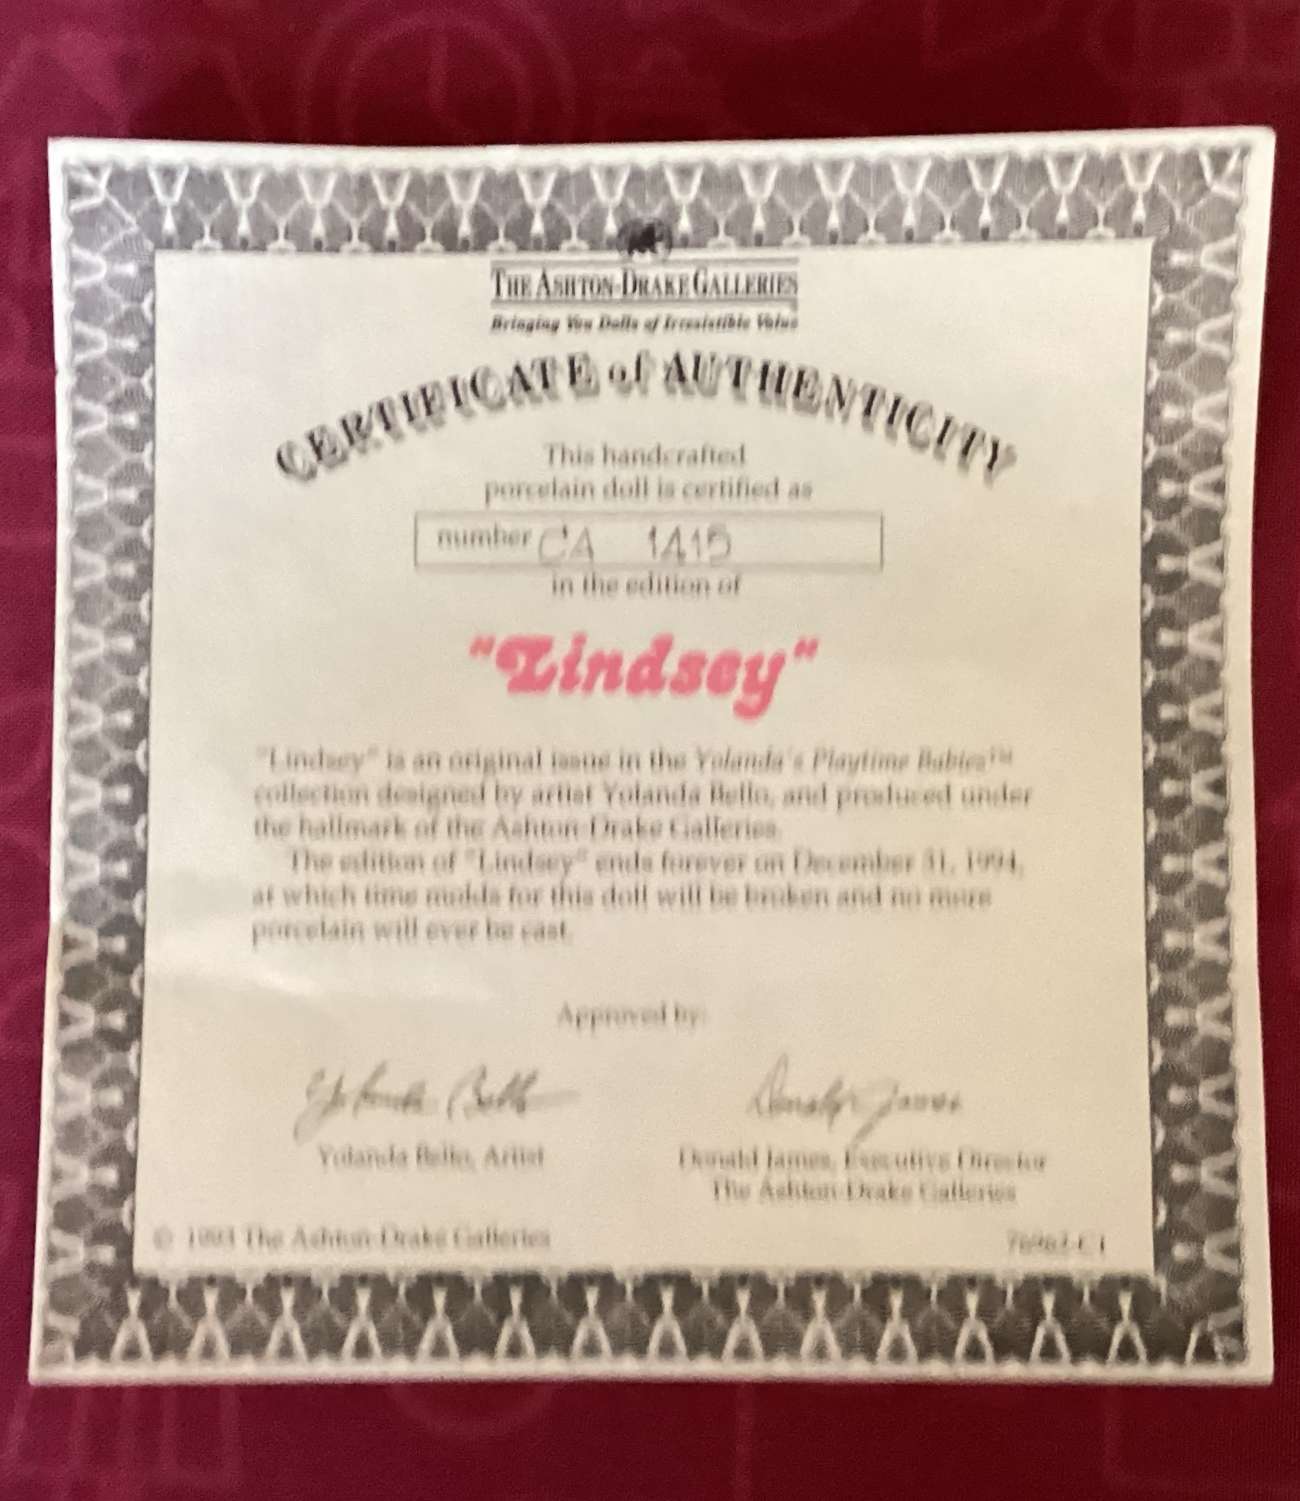 THE ASHTON-DRAKE GALLERIES
Bringing You Dolls of Irresistible Value
CERTIFICATE of AUTHENTICITY
This handcrafted
porcelain doll is certified as
number CA 1415
in the edition of
"Lindsey"
"Lindsey" is an original issue in the Yolanda's Playtime Babies™
collection designed by artist Yolanda Bello, and produced under
the hallmark of the Ashton-Drake Galleries.
The edition of "Lindsey" ends forever on December 31, 1994,
at which time molds for this doll will be broken and no more
porcelain will ever be cast.
Approved by:
Yolanda Bello
Donald James
Yolanda Bello, Artist
Donald James, Executive Director
The Ashton-Drake Galleries
© 1993 The Ashton-Drake Galleries